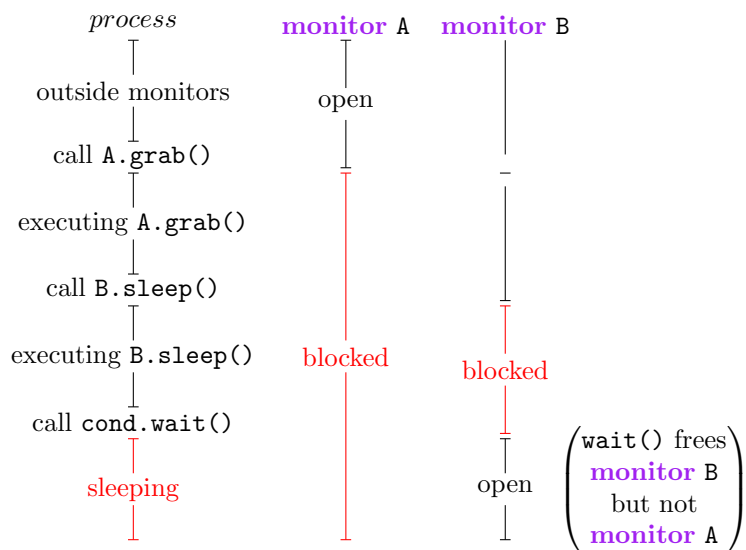 process monitor A monitor B
outside monitors
open
call A.grab()
executing A.grab()
call B.sleep()
executing B.sleep()
blocked
blocked
call cond.wait()
sleeping
open
wait() frees
monitor B
but not
monitor A